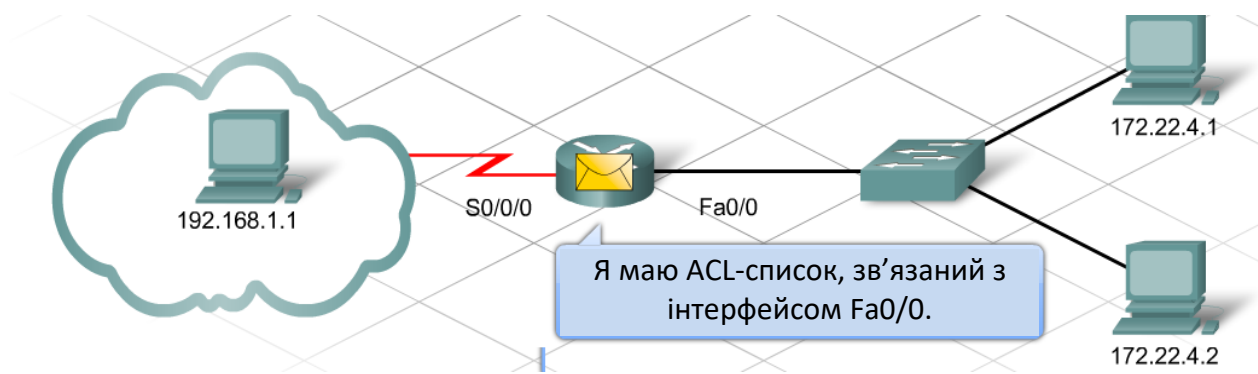 172.22.4.1
192.168.1.1
S0/0/0
Fa0/0
Я маю ACL-список, зв’язаний з
інтерфейсом Fa0/0.
172.22.4.2